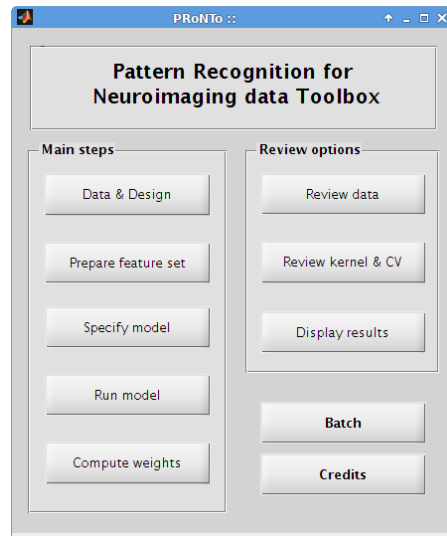 PRoNTo ::
Pattern Recognition for
Neuroimaging data Toolbox
Main steps
Data & Design
Prepare feature set
Specify model
Run model
Compute weights
Review options
Review data
Review kernel & CV
Display results
Batch
Credits